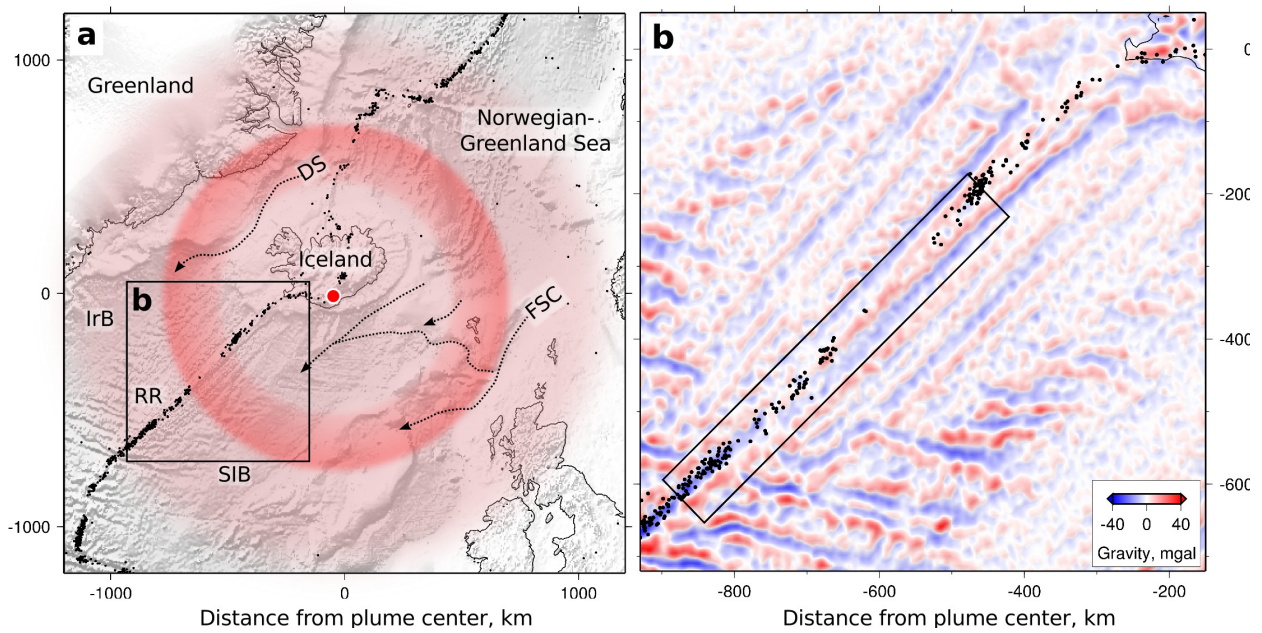 a
Greenland
Norwegian-
Greenland Sea
DS
Iceland
FSC
b
IrB
RR
SIB
1000
0
-1000
-1000
0
1000
Distance from plume center, km
b
0
-200
-400
-600
-40 0 40
Gravity, mgal
-800
-600
-400
-200
Distance from plume center, km